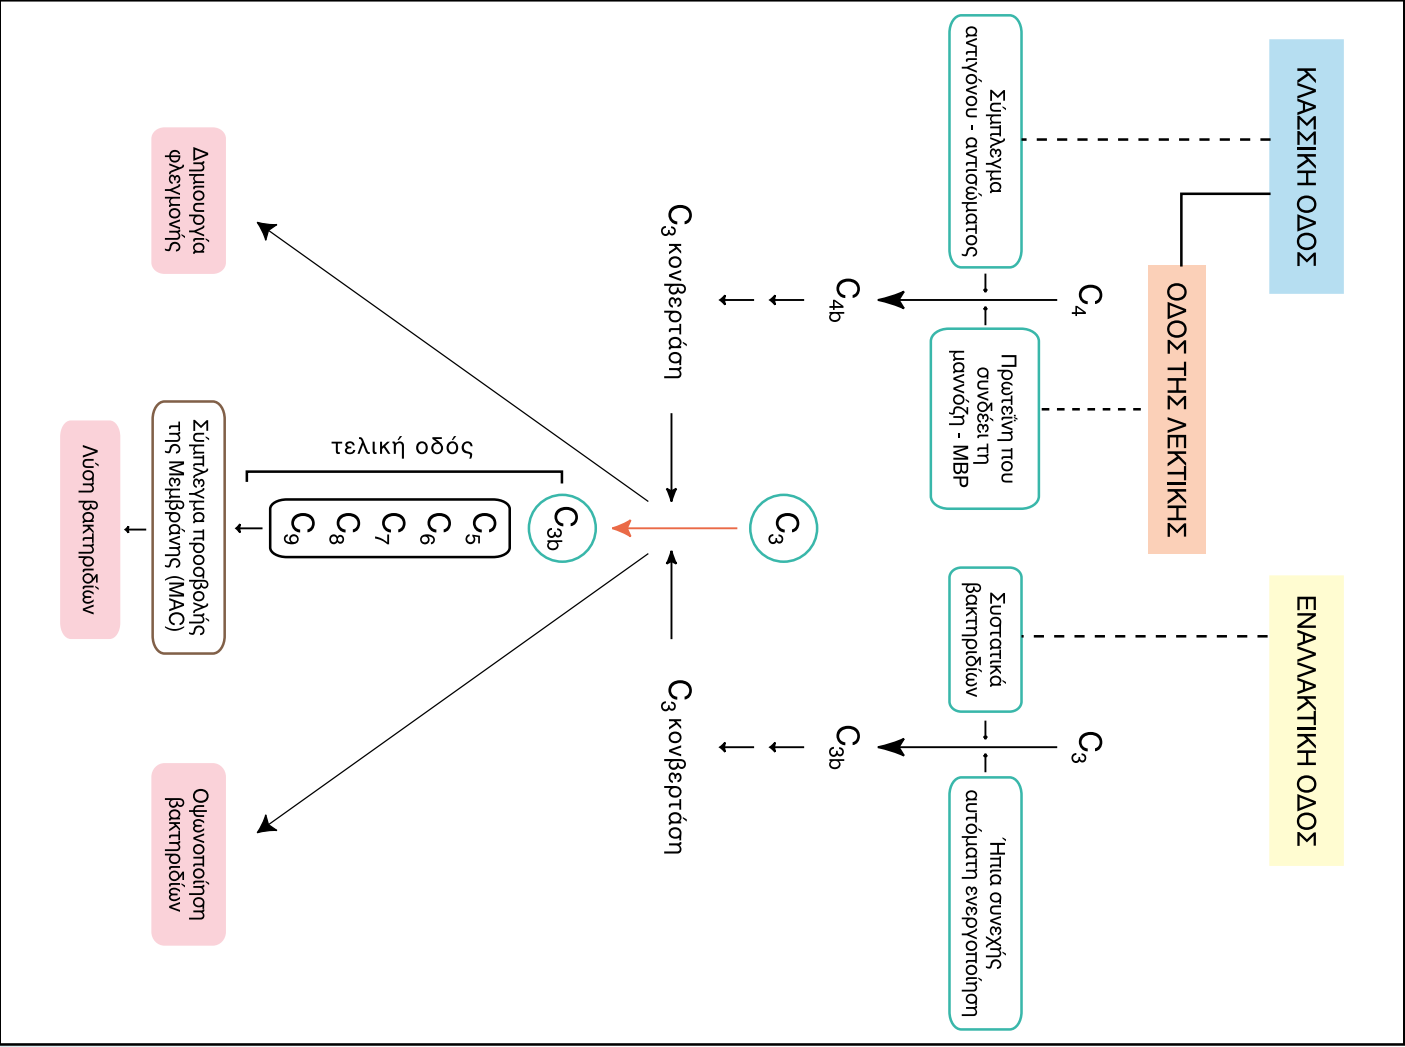 ΚΛΑΣΣΙΚΗ ΟΔΟΣ
ΕΝΑΛΛΑΚΤΙΚΗ ΟΔΟΣ
ΟΔΟΣ ΤΗΣ ΛΕΚΤΙΚΗΣ
C4
C3
Σύμπλεγμα
αντιγόνου - αντισώματος
Πρωτεΐνη που
συνδέει τη
μαννόζη - MBP
Συστατικά
βακτηριδίων
Ήπια συνεχής
αυτόματη ενεργοποίηση
C4b
C3b
C3
C3 κονβερτάση
C3 κονβερτάση
C3b
τελική οδός
C5
C6
C7
C8
C9
Δημιουργία
φλεγμονής
Σύμπλεγμα προσβολής
της Μεμβράνης (MAC)
Οψωνοποίηση
βακτηριδίων
Λύση βακτηριδίων